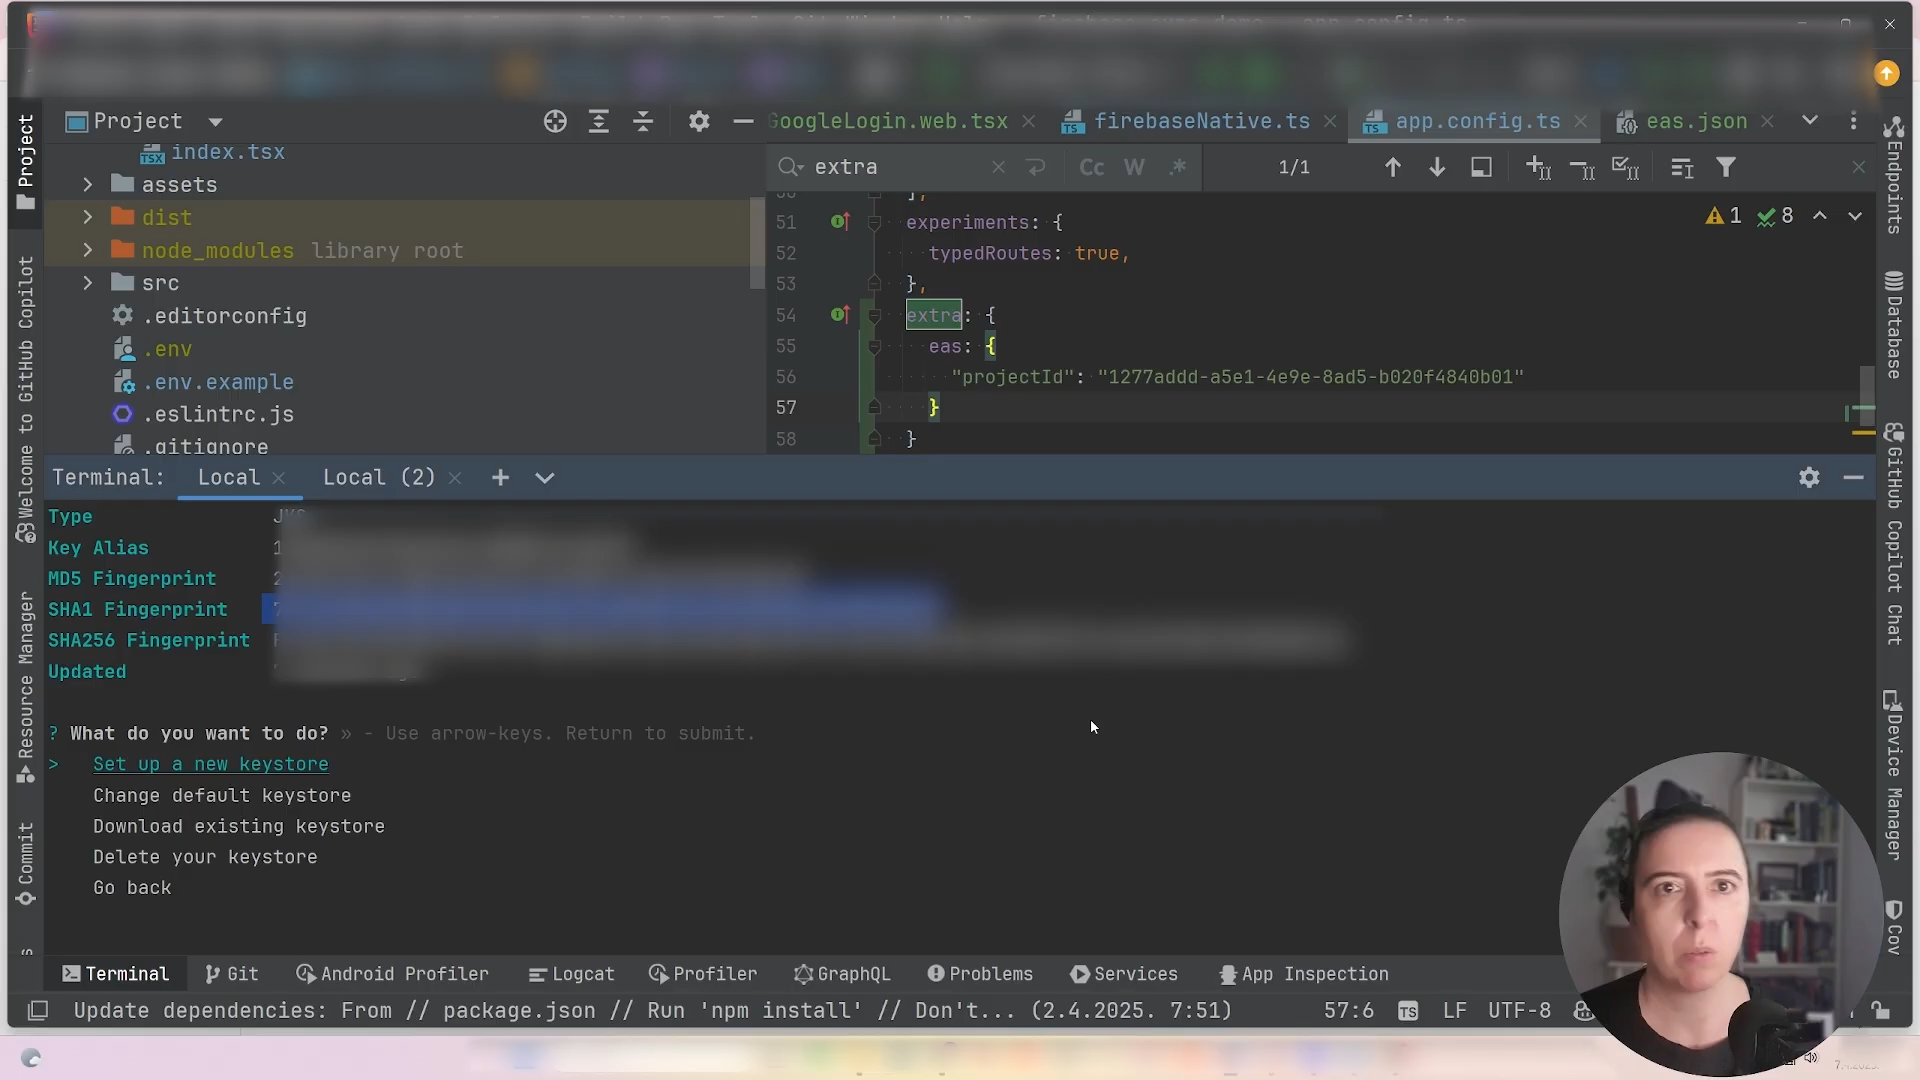 Project
index.tsx
assets
dist
node_modules library root
src
.editorconfig
.env
.env.example
.eslintrc.js
.gitignore
GoogleLogin.web.tsx
firebaseNative.ts
app.config.ts
eas.json
extra
Cc
W
.*
1/1
1
8
51 experiments: {
52 typedRoutes: true,
53 },
54 extra: {
55 eas: {
56 "projectId": "1277addd-a5e1-4e9e-8ad5-b020f4840b01"
57 }
58 }
Terminal:
Local
Local (2)
Type
Key Alias
MD5 Fingerprint
SHA1 Fingerprint
SHA256 Fingerprint
Updated
? What do you want to do? » - Use arrow-keys. Return to submit.
> Set up a new keystore
Change default keystore
Download existing keystore
Delete your keystore
Go back
Terminal
Git
Android Profiler
Logcat
Profiler
GraphQL
Problems
Services
App Inspection
Update dependencies: From // package.json // Run 'npm install' // Don't... (2.4.2025. 7:51)
57:6
LF
UTF-8
Project
Welcome to GitHub Copilot
Resource Manager
Commit
Endpoints
Database
GitHub Copilot Chat
Device Manager
Cov